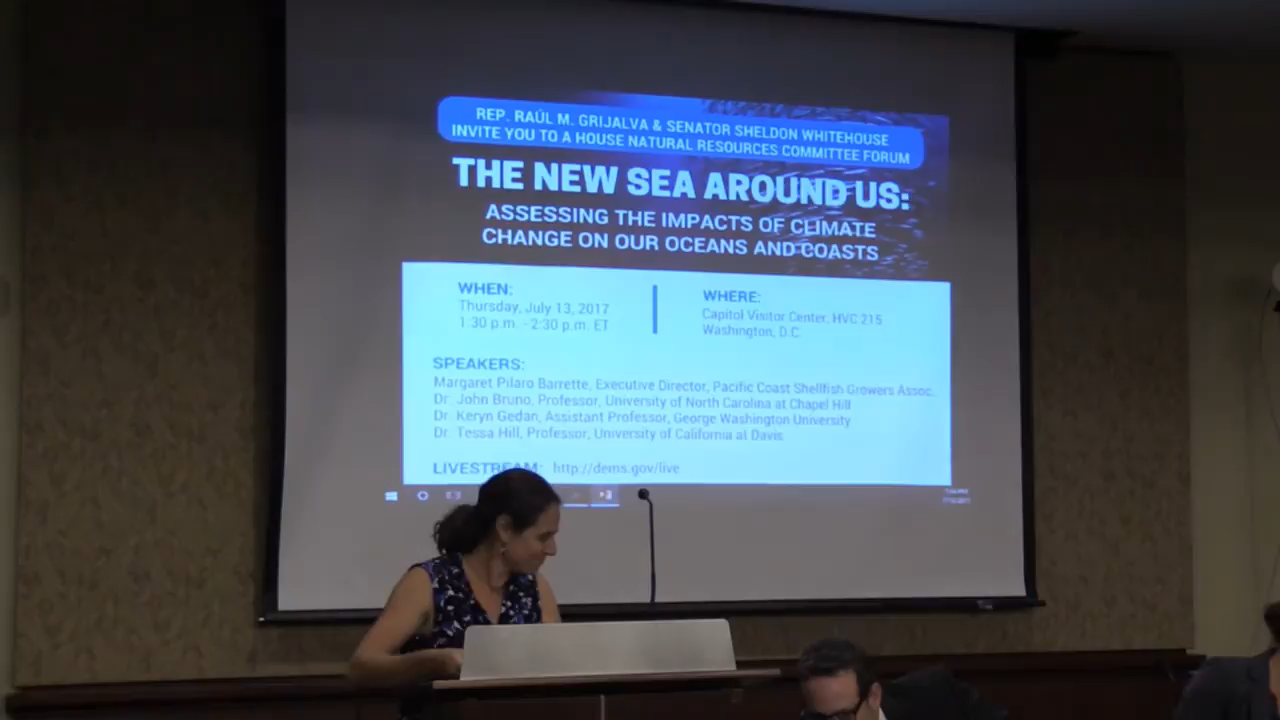 REP. RAÚL M. GRIJALVA & SENATOR SHELDON WHITEHOUSE
INVITE YOU TO A HOUSE NATURAL RESOURCES COMMITTEE FORUM
THE NEW SEA AROUND US:
ASSESSING THE IMPACTS OF CLIMATE
CHANGE ON OUR OCEANS AND COASTS
WHEN:
Thursday, July 13, 2017
1:30 p.m. - 2:30 p.m. ET
WHERE:
Capitol Visitor Center, HVC 215
Washington, D.C.
SPEAKERS:
Margaret Pilaro Barrette, Executive Director, Pacific Coast Shellfish Growers Assoc.
Dr. John Bruno, Professor, University of North Carolina at Chapel Hill
Dr. Keryn Gedan, Assistant Professor, George Washington University
Dr. Tessa Hill, Professor, University of California at Davis
LIVESTREAM: http://dems.gov/live